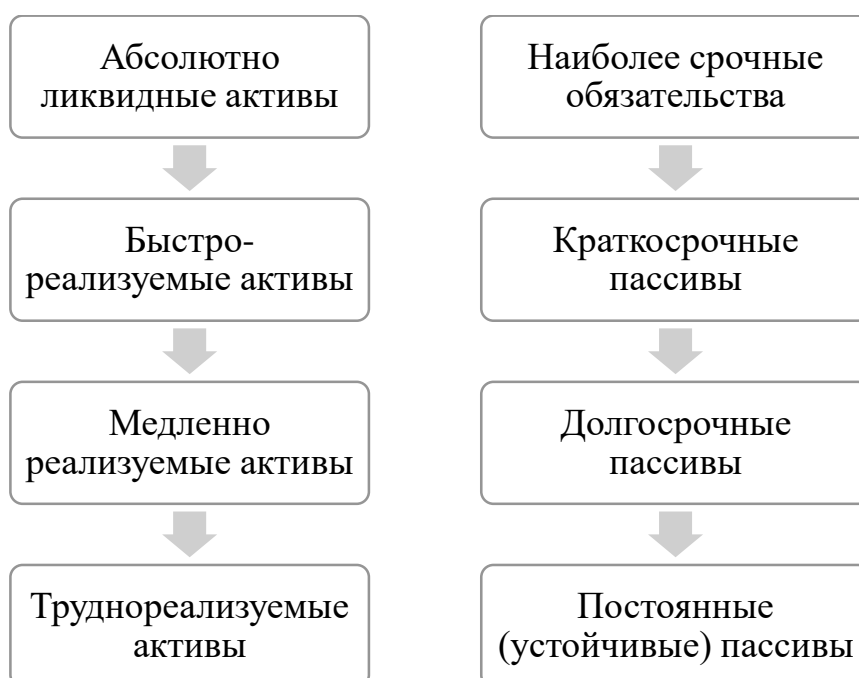 Абсолютно
ликвидные активы
Быстро-
реализуемые активы
Медленно
реализуемые активы
Труднореализуемые
активы
Наиболее срочные
обязательства
Краткосрочные
пассивы
Долгосрочные
пассивы
Постоянные
(устойчивые) пассивы